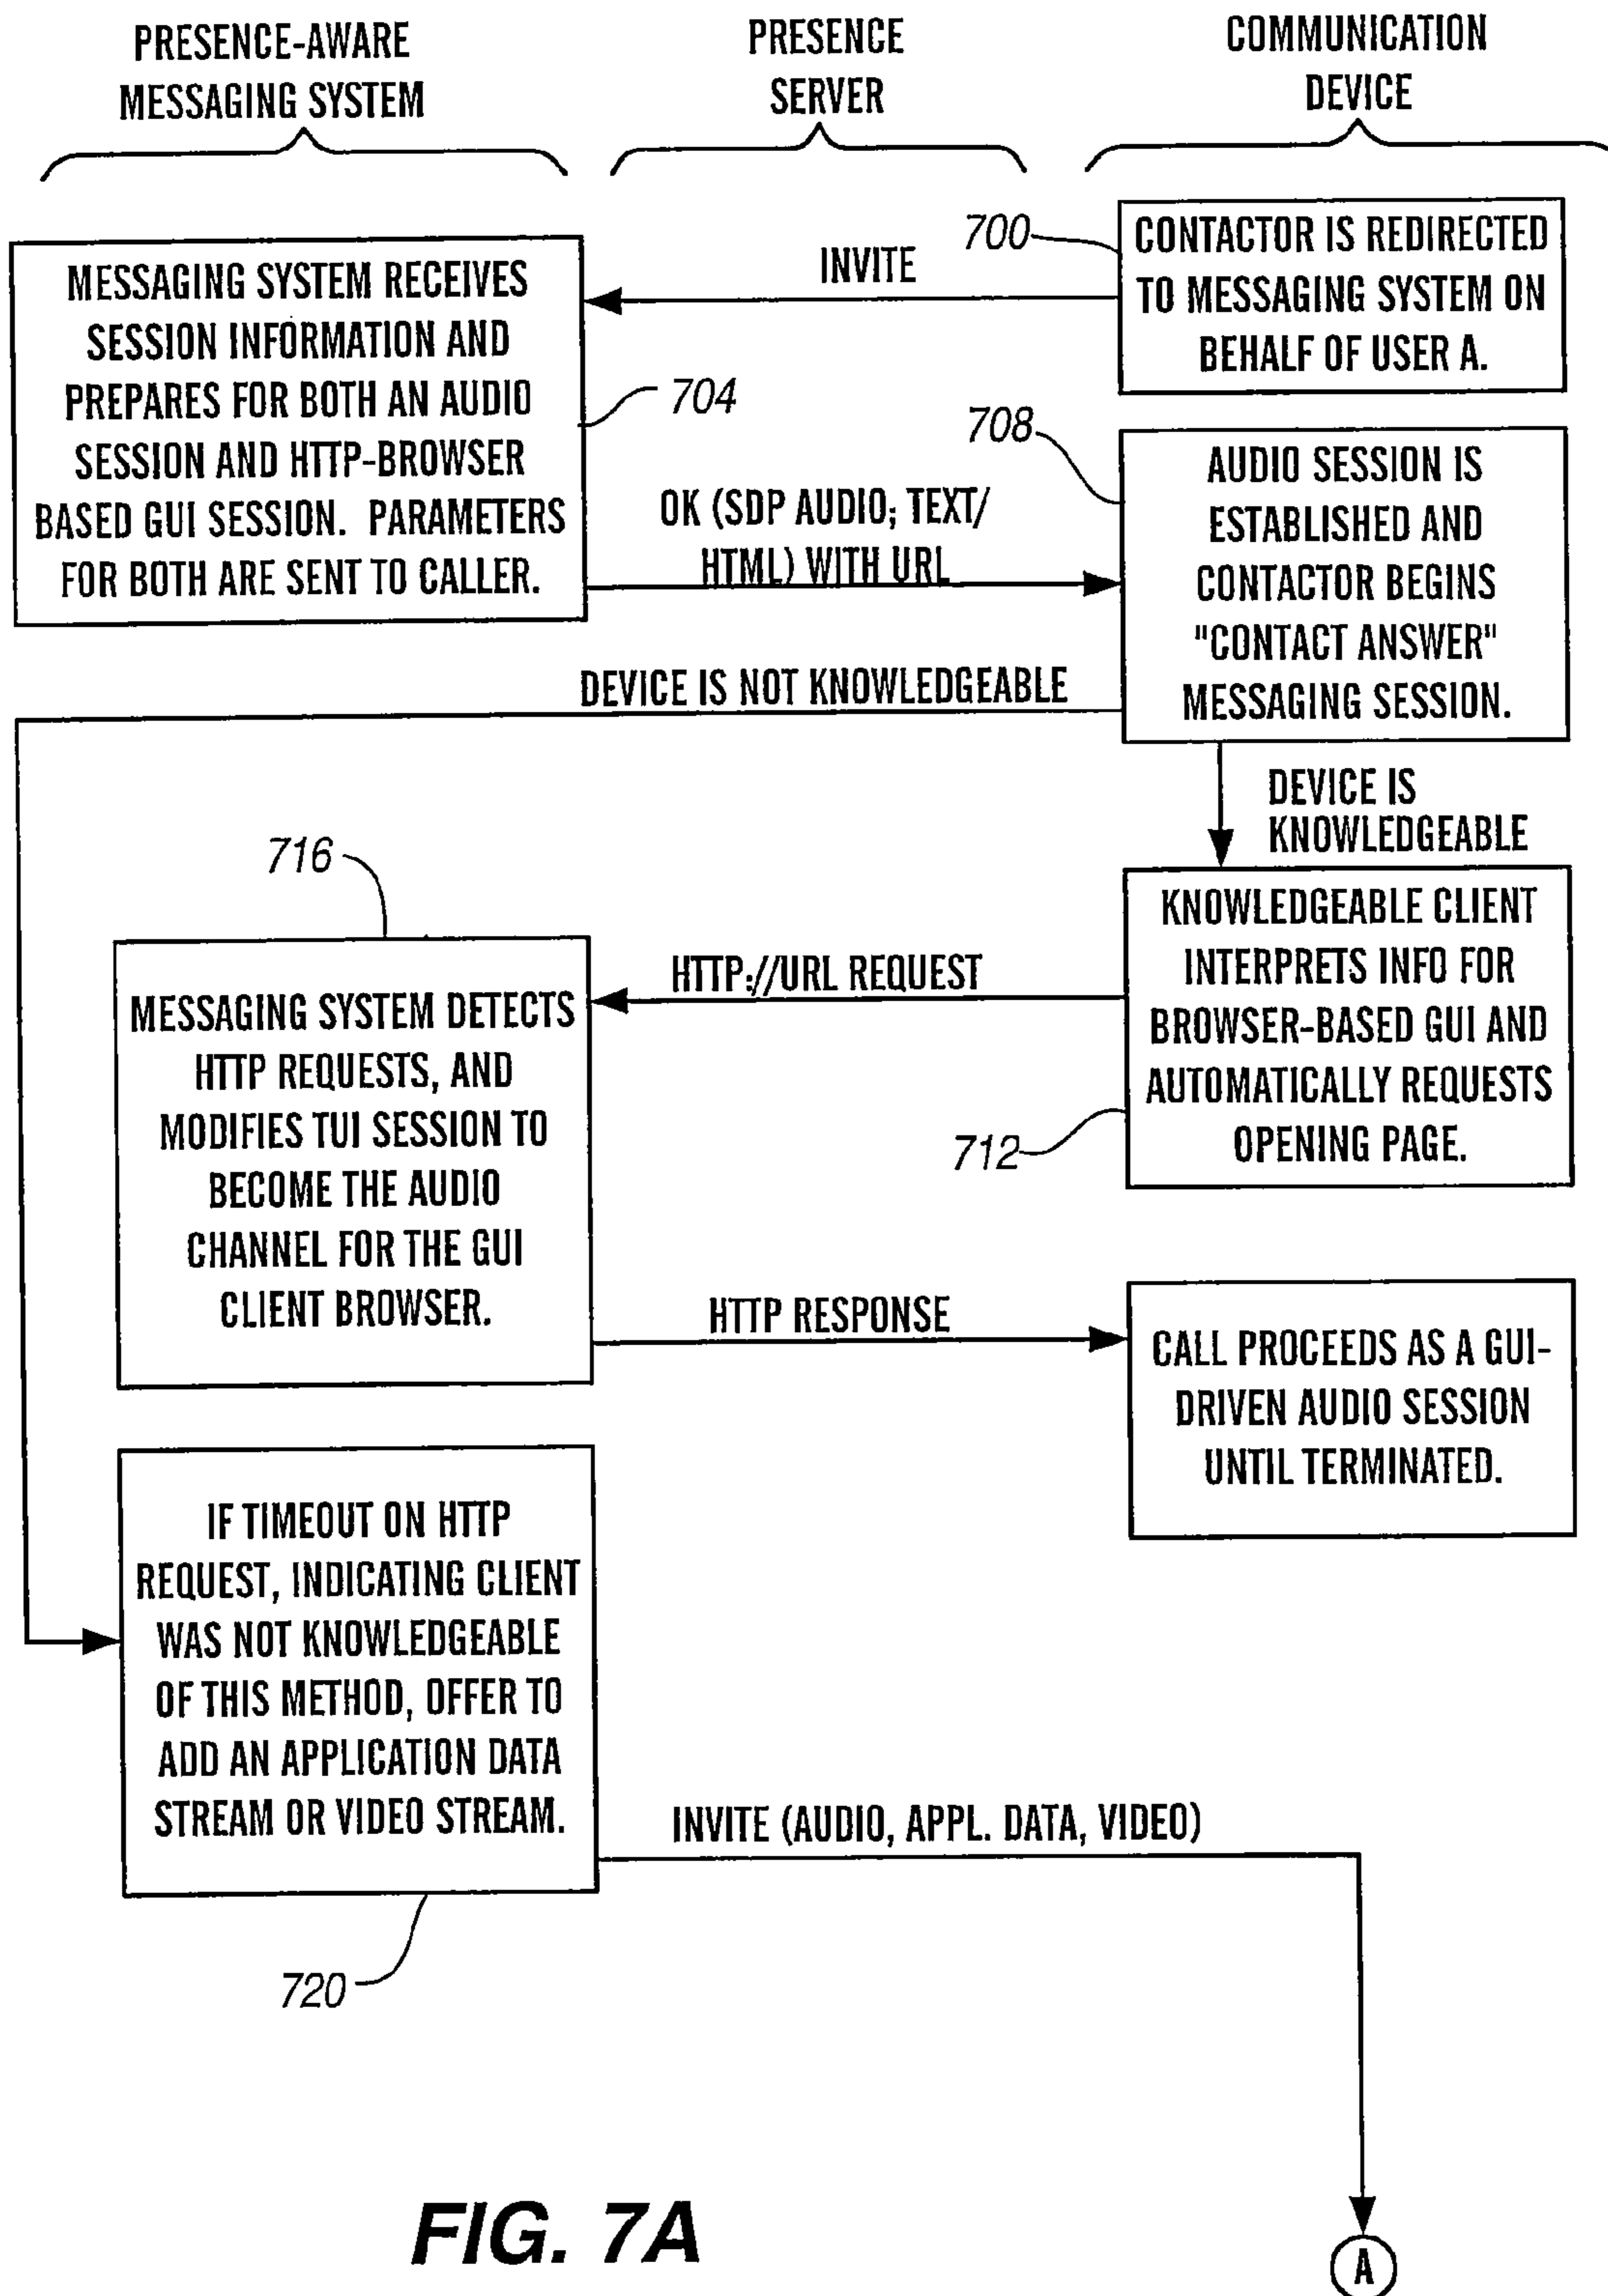 PRESENCE-AWARE
MESSAGING SYSTEM
PRESENCE
SERVER
COMMUNICATION
DEVICE
700
CONTACTOR IS REDIRECTED
TO MESSAGING SYSTEM ON
BEHALF OF USER A.
INVITE
MESSAGING SYSTEM RECEIVES
SESSION INFORMATION AND
PREPARES FOR BOTH AN AUDIO
SESSION AND HTTP-BROWSER
BASED GUI SESSION. PARAMETERS
FOR BOTH ARE SENT TO CALLER.
704
OK (SDP AUDIO; TEXT/
HTML) WITH URL
708
AUDIO SESSION IS
ESTABLISHED AND
CONTACTOR BEGINS
"CONTACT ANSWER"
MESSAGING SESSION.
DEVICE IS NOT KNOWLEDGEABLE
DEVICE IS
KNOWLEDGEABLE
KNOWLEDGEABLE CLIENT
INTERPRETS INFO FOR
BROWSER-BASED GUI AND
AUTOMATICALLY REQUESTS
OPENING PAGE.
712
HTTP://URL REQUEST
716
MESSAGING SYSTEM DETECTS
HTTP REQUESTS, AND
MODIFIES TUI SESSION TO
BECOME THE AUDIO
CHANNEL FOR THE GUI
CLIENT BROWSER.
HTTP RESPONSE
CALL PROCEEDS AS A GUI-
DRIVEN AUDIO SESSION
UNTIL TERMINATED.
IF TIMEOUT ON HTTP
REQUEST, INDICATING CLIENT
WAS NOT KNOWLEDGEABLE
OF THIS METHOD, OFFER TO
ADD AN APPLICATION DATA
STREAM OR VIDEO STREAM.
720
INVITE (AUDIO, APPL. DATA, VIDEO)
A
FIG. 7A